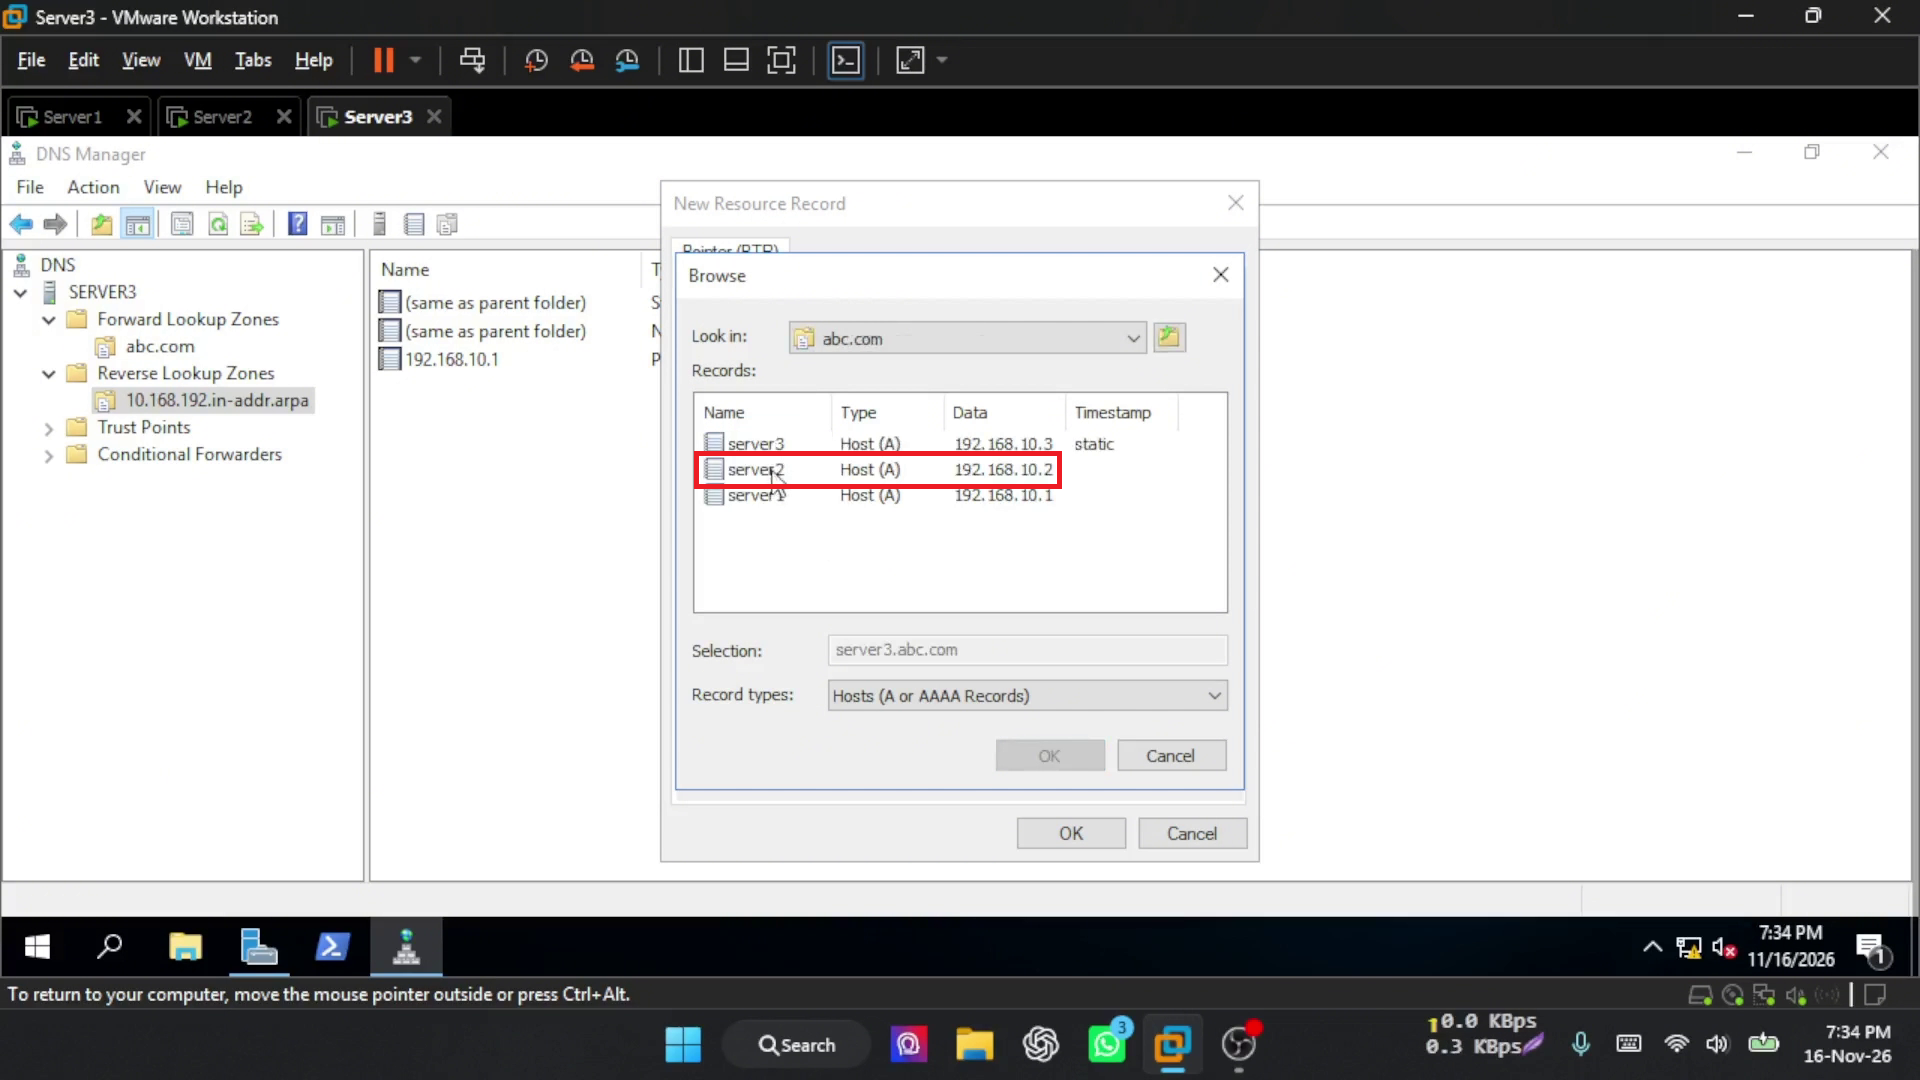 Server3 - VMware Workstation
File Edit View VM Tabs Help
Server1 Server2 Server3
DNS Manager
File Action View Help
New Resource Record
Pointer (PTR)
DNS
SERVER3
Forward Lookup Zones
abc.com
Reverse Lookup Zones
10.168.192.in-addr.arpa
Trust Points
Conditional Forwarders
Name
(same as parent folder)
(same as parent folder)
192.168.10.1
Browse
Look in: abc.com
Records:
Name Type Data Timestamp
server3 Host (A) 192.168.10.3 static
server2 Host (A) 192.168.10.2
server1 Host (A) 192.168.10.1
Selection: server3.abc.com
Record types: Hosts (A or AAAA Records)
OK Cancel
OK Cancel
7:34 PM
11/16/2026
1
To return to your computer, move the mouse pointer outside or press Ctrl+Alt.
Search
3
0.0 KBps
0.3 KBps
7:34 PM
16-Nov-26